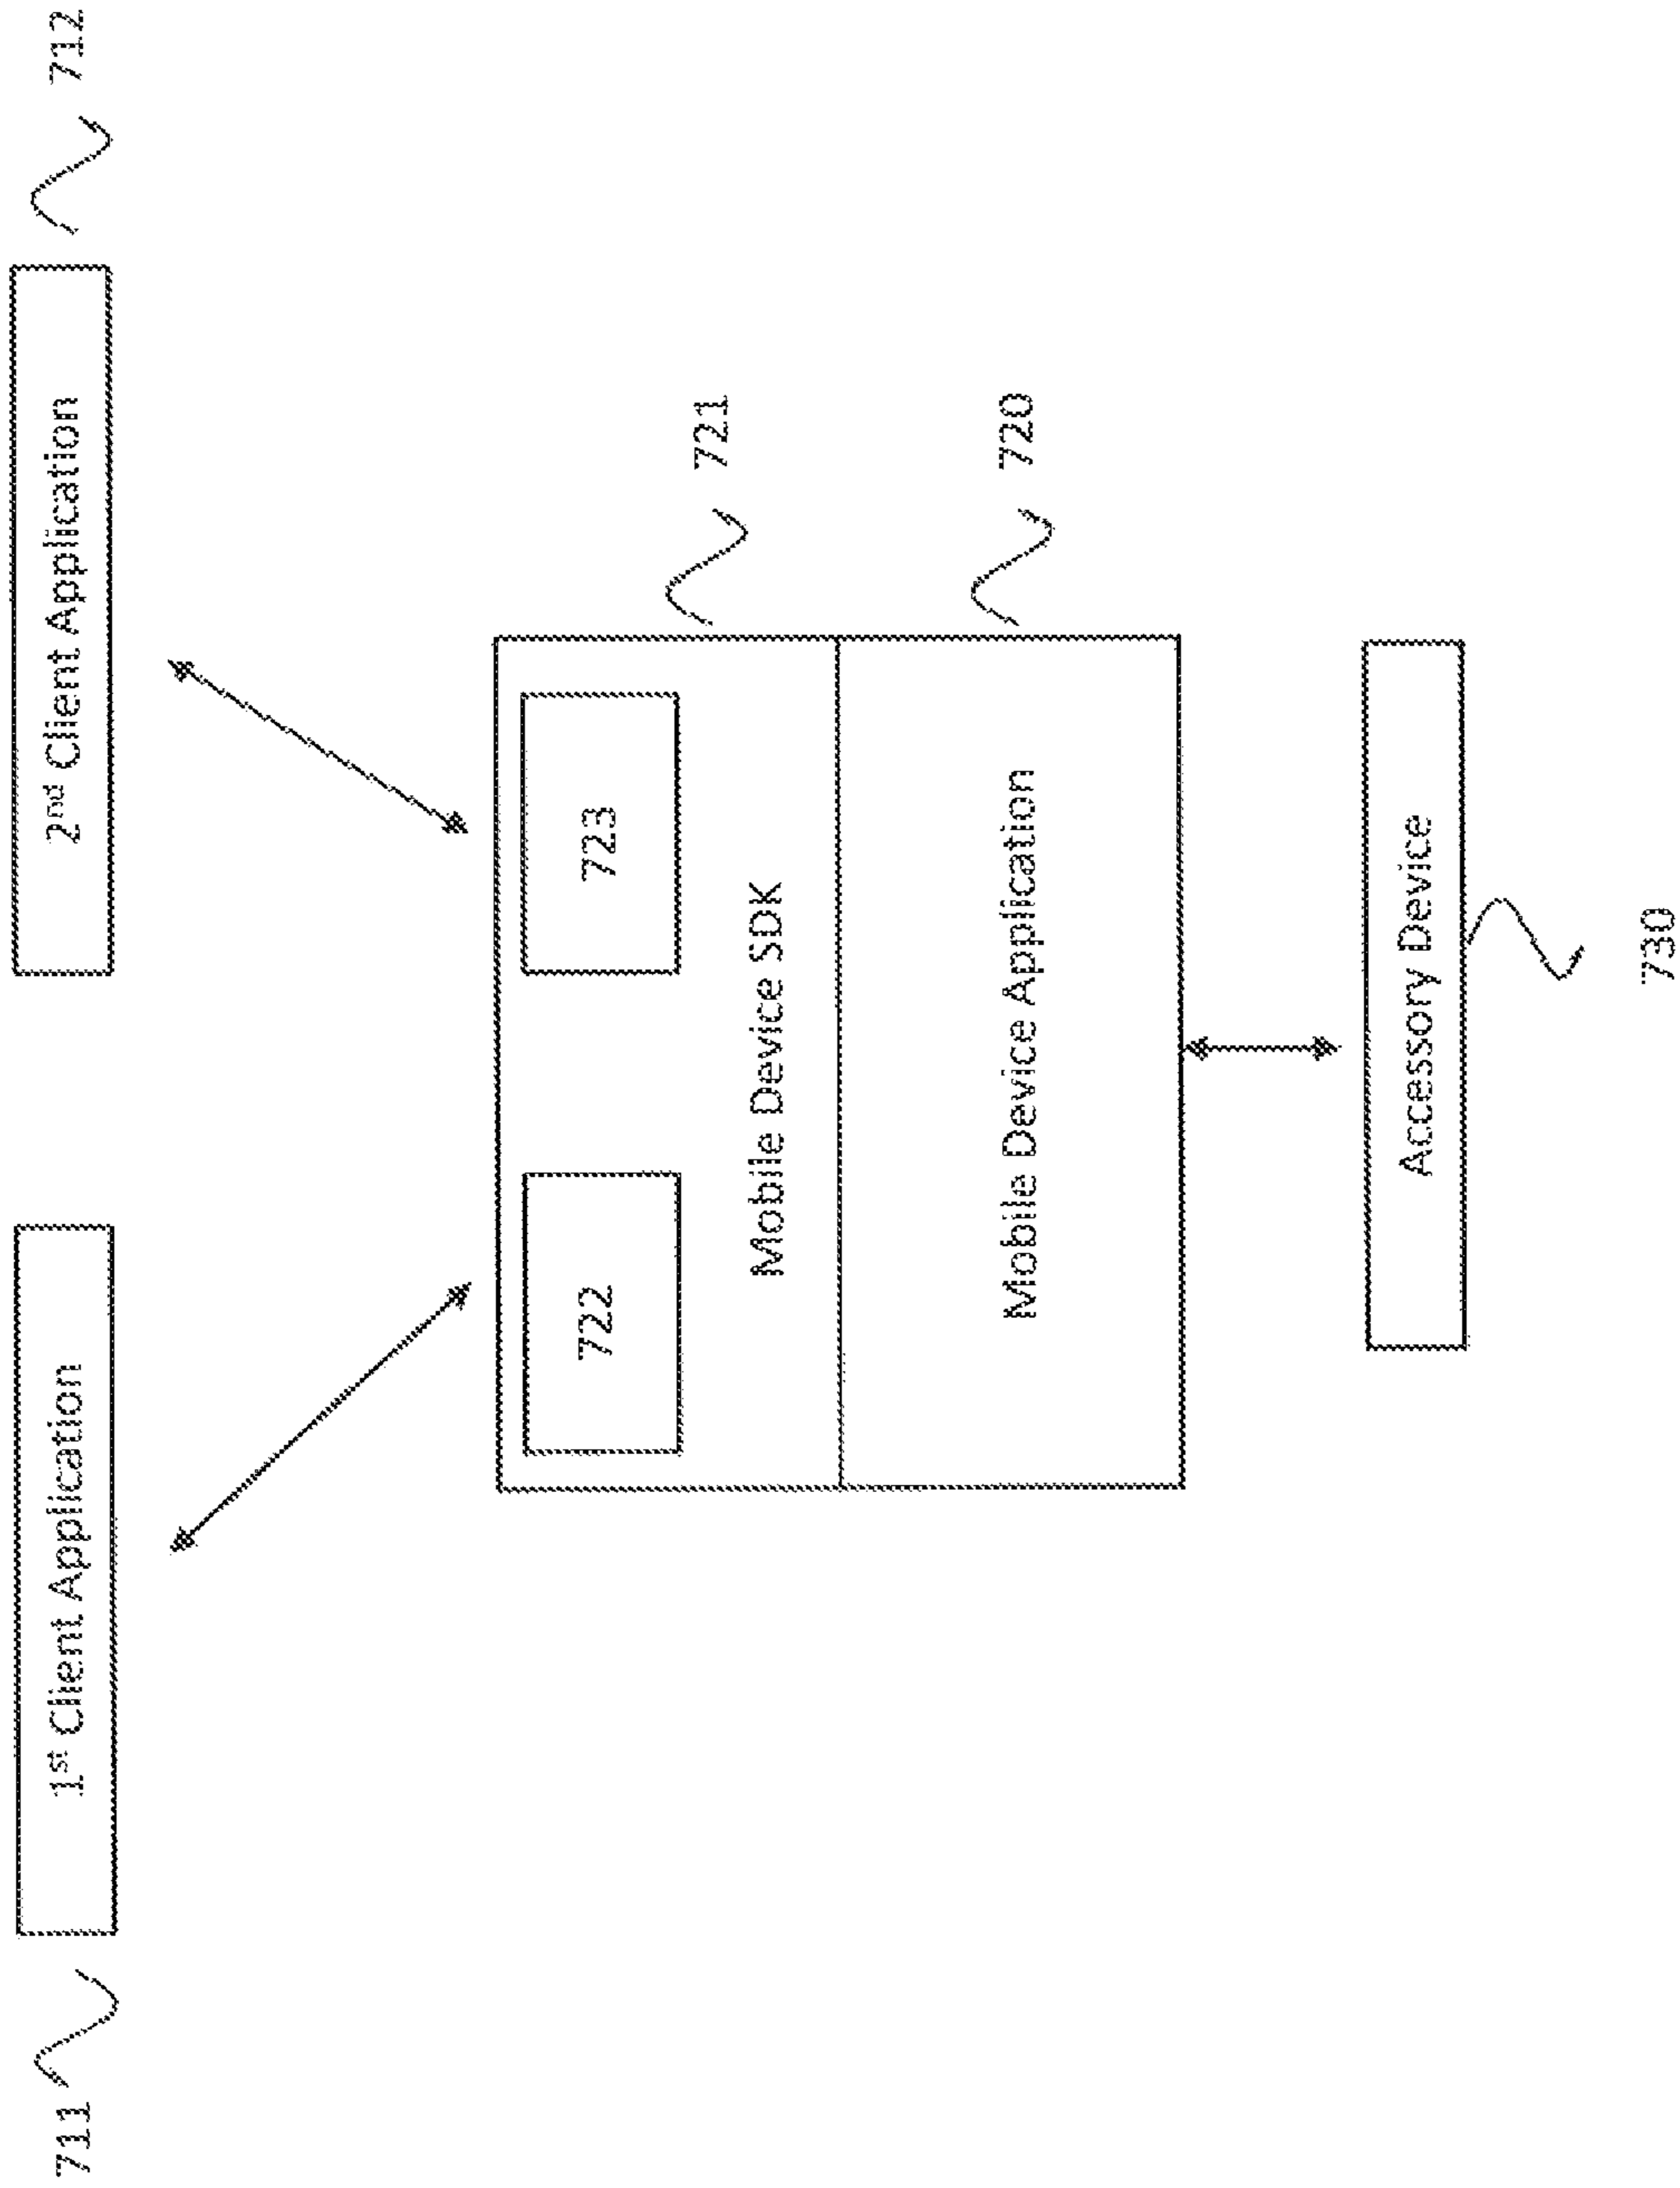 711
1st Client Application
2nd Client Application
712
722
723
Mobile Device SDK
721
Mobile Device Application
720
Accessory Device
730